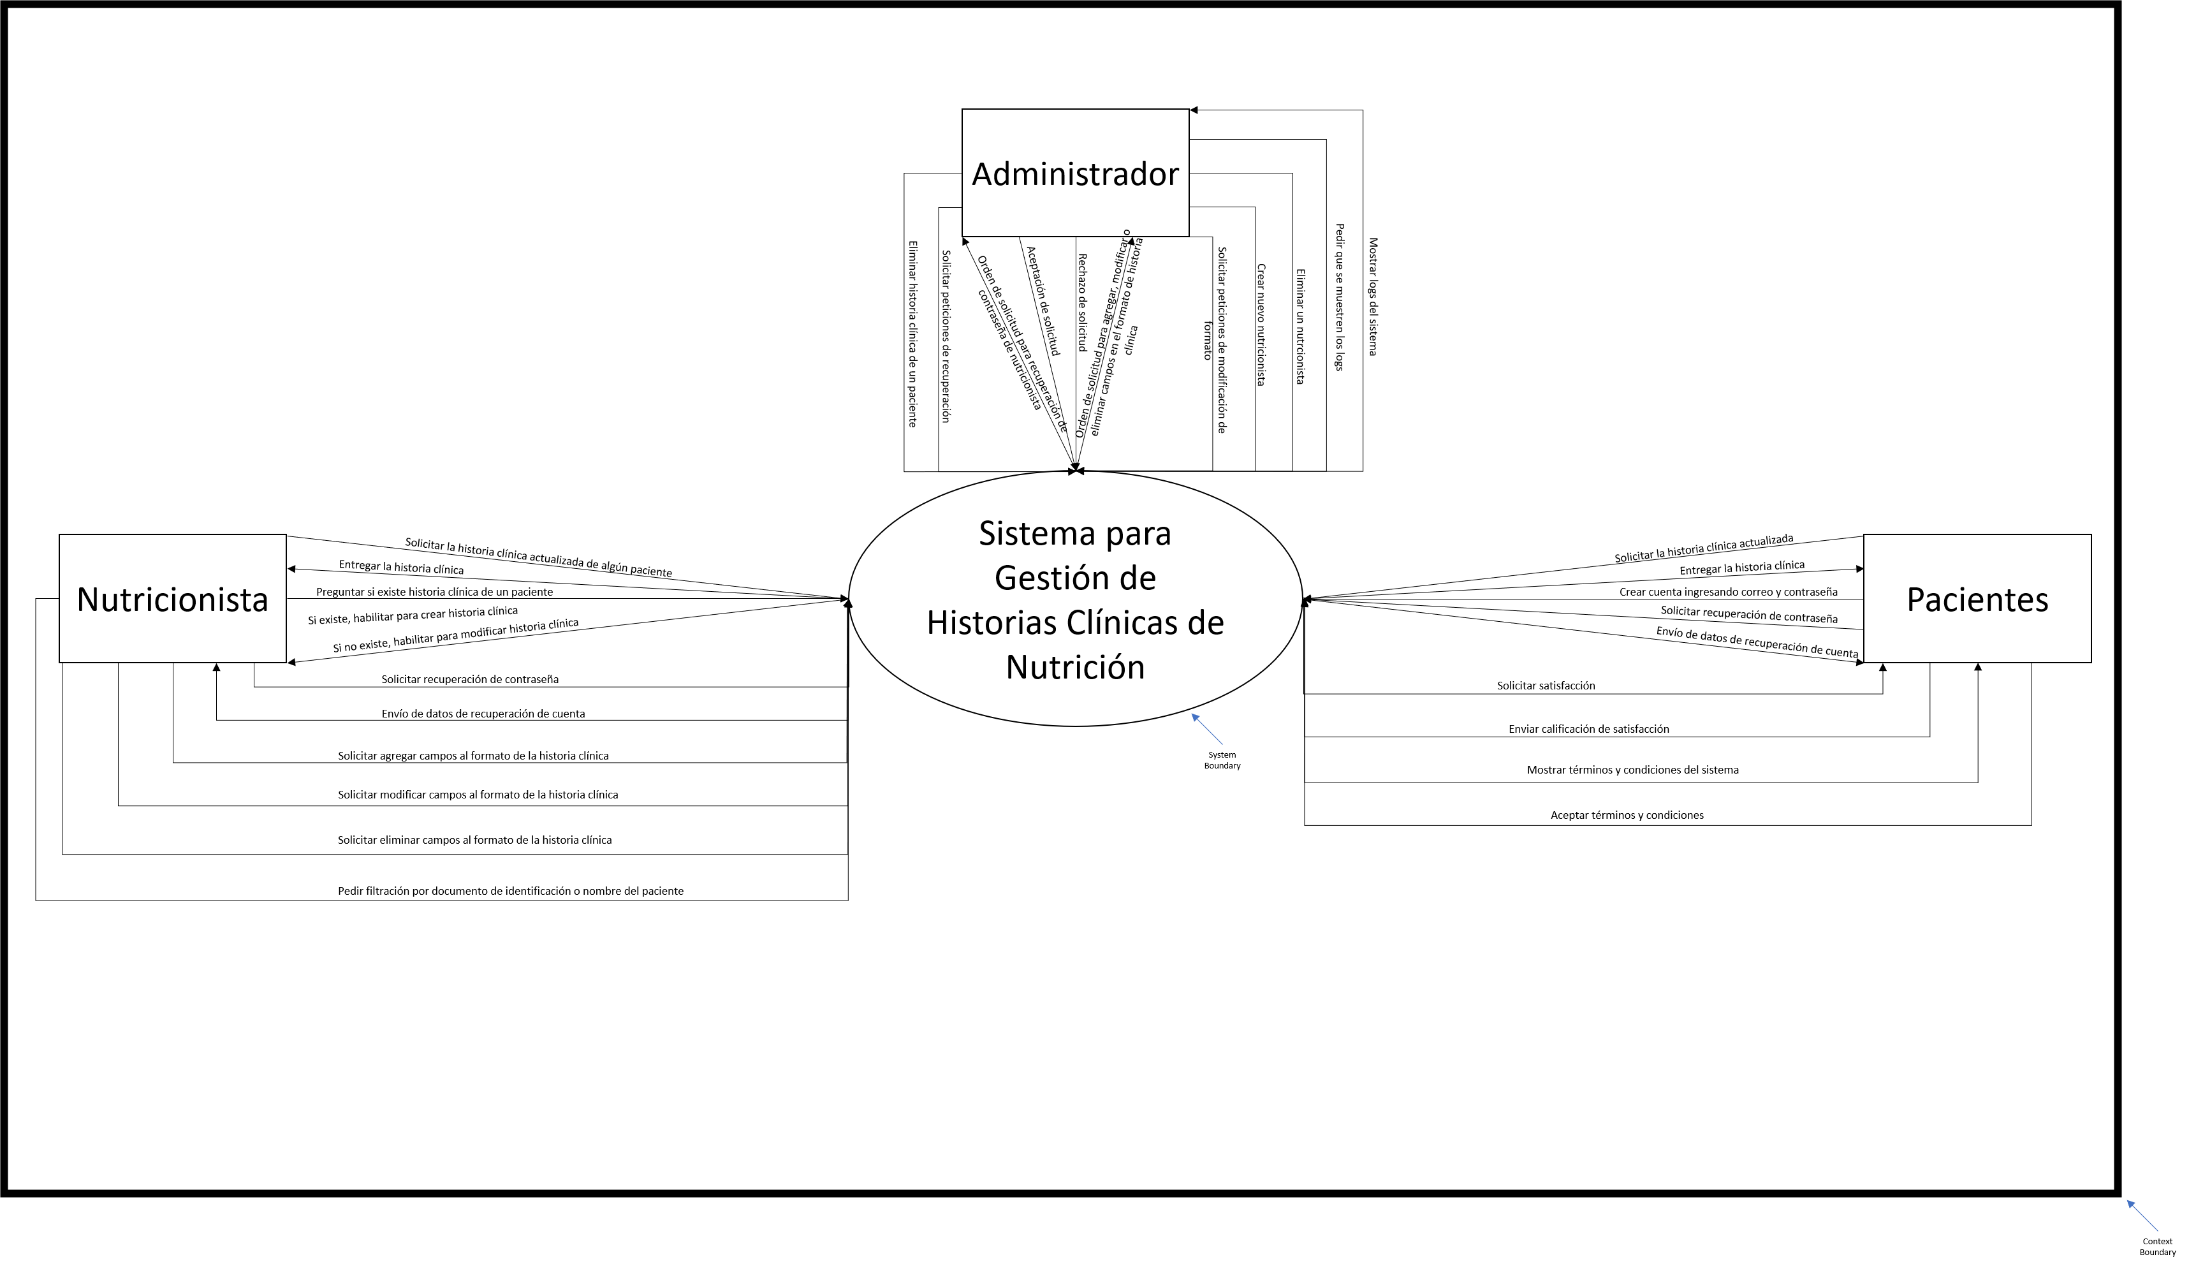 Administrador
Eliminar historia clínica de un paciente
Solicitar peticiones de recuperación
Orden de solicitud para recuperación de
contraseña de nutricionista
Aceptación de solicitud
Rechazo de solicitud
Orden de solicitud para agregar, modificar o
eliminar campos en el formato de historia
clínica
Solicitar peticiones de modificación de
formato
Crear nuevo nutricionista
Eliminar un nutrcionista
Pedir que se muestren los logs
Mostrar logs del sistema
Sistema para
Gestión de
Historias Clínicas de
Nutrición
Nutricionista
Solicitar la historia clínica actualizada de algún paciente
Entregar la historia clínica
Preguntar si existe historia clínica de un paciente
Si existe, habilitar para crear historia clínica
Si no existe, habilitar para modificar historia clínica
Solicitar recuperación de contraseña
Envío de datos de recuperación de cuenta
Solicitar agregar campos al formato de la historia clínica
Solicitar modificar campos al formato de la historia clínica
Solicitar eliminar campos al formato de la historia clínica
Pedir filtración por documento de identificación o nombre del paciente
Pacientes
Solicitar la historia clínica actualizada
Entregar la historia clínica
Crear cuenta ingresando correo y contraseña
Solicitar recuperación de contraseña
Envío de datos de recuperación de cuenta
Solicitar satisfacción
Enviar calificación de satisfacción
Mostrar términos y condiciones del sistema
Aceptar términos y condiciones
System
Boundary
Context
Boundary